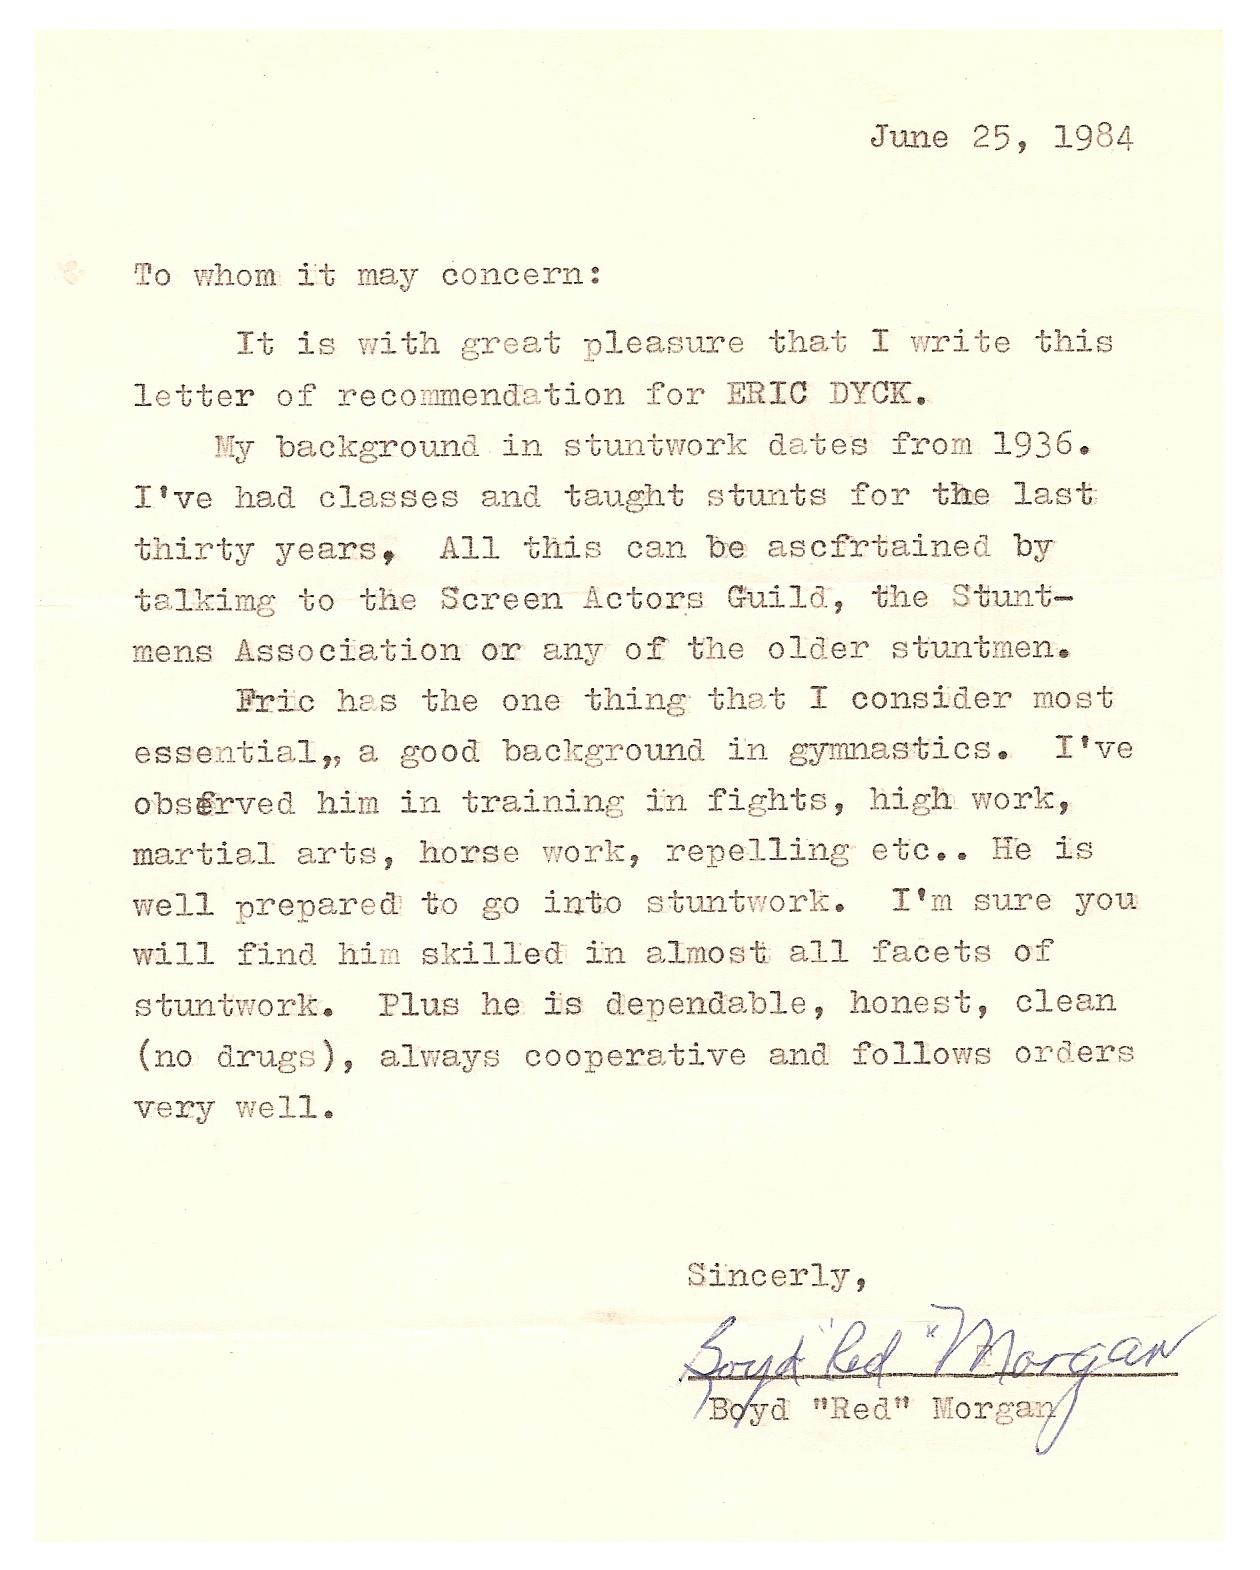 June 25, 1984
To whom it may concern:
It is with great pleasure that I write this
letter of recommendation for ERIC DYCK.
My background in stuntwork dates from 1936.
I've had classes and taught stunts for the last
thirty years, All this can be ascfrtained by
talkimg to the Screen Actors Guild, the Stunt-
mens Association or any of the older stuntmen.
Eric has the one thing that I consider most
essential,, a good background in gymnastics. I've
observed him in training in fights, high work,
martial arts, horse work, repelling etc.. He is
well prepared to go into stuntwork. I'm sure you
will find him skilled in almost all facets of
stuntwork. Plus he is dependable, honest, clean
(no drugs), always cooperative and follows orders
very well.
Sincerly,
Boyd "Red" Morgan
Boyd "Red" Morgan